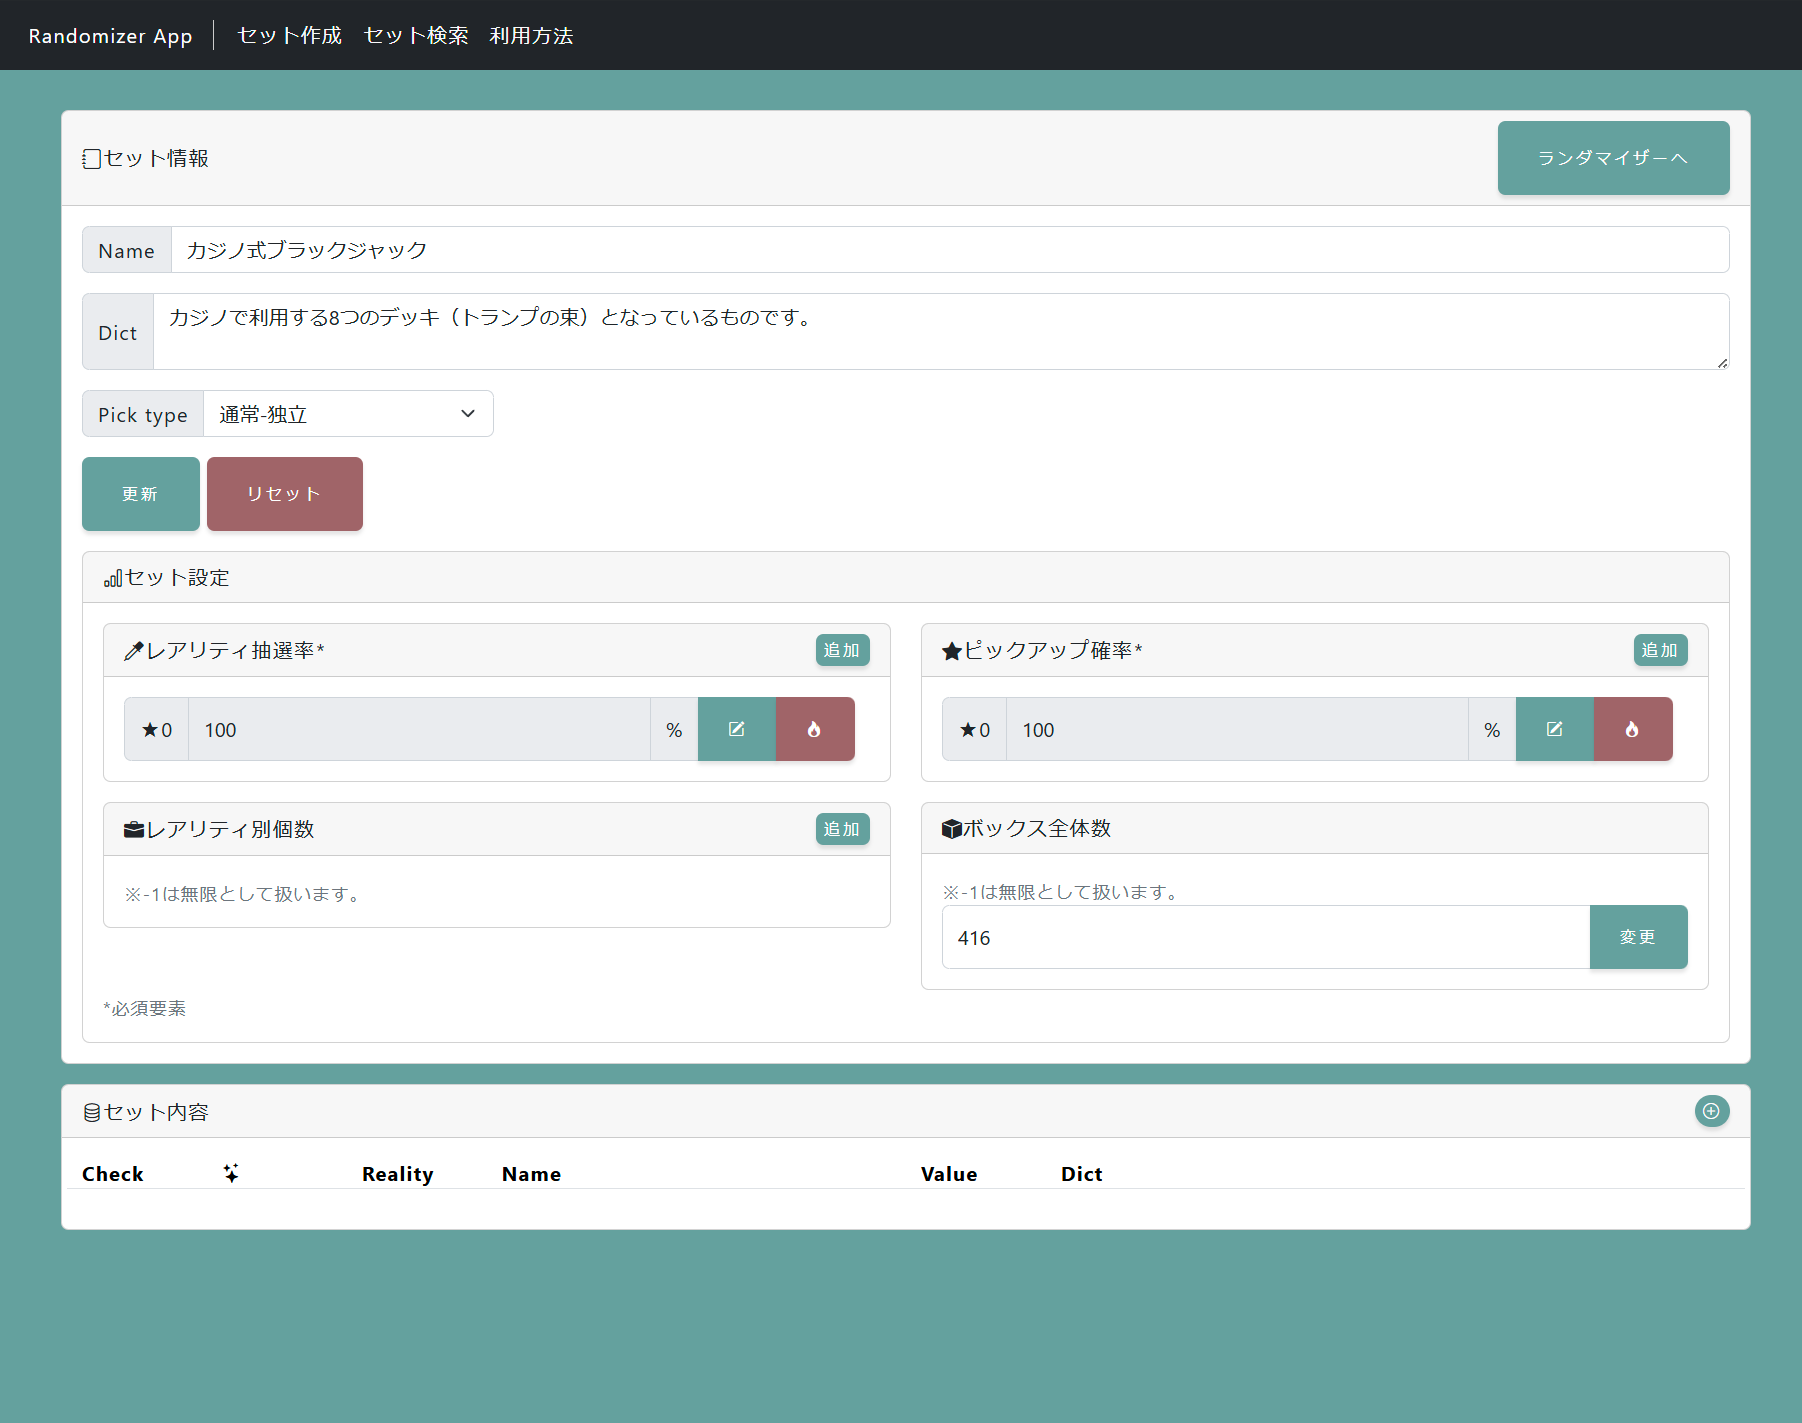 Randomizer App セット作成 セット検索 利用方法
セット情報 ランダマイザーへ
Name カジノ式ブラックジャック
Dict カジノで利用する8つのデッキ（トランプの束）となっているものです。
Pick type 通常-独立
更新 リセット
セット設定
レアリティ抽選率* 追加
★0 100 %
ピックアップ確率* 追加
★0 100 %
レアリティ別個数 追加
※-1は無限として扱います。
ボックス全体数
※-1は無限として扱います。
416 変更
*必須要素
セット内容
Check Reality Name Value Dict